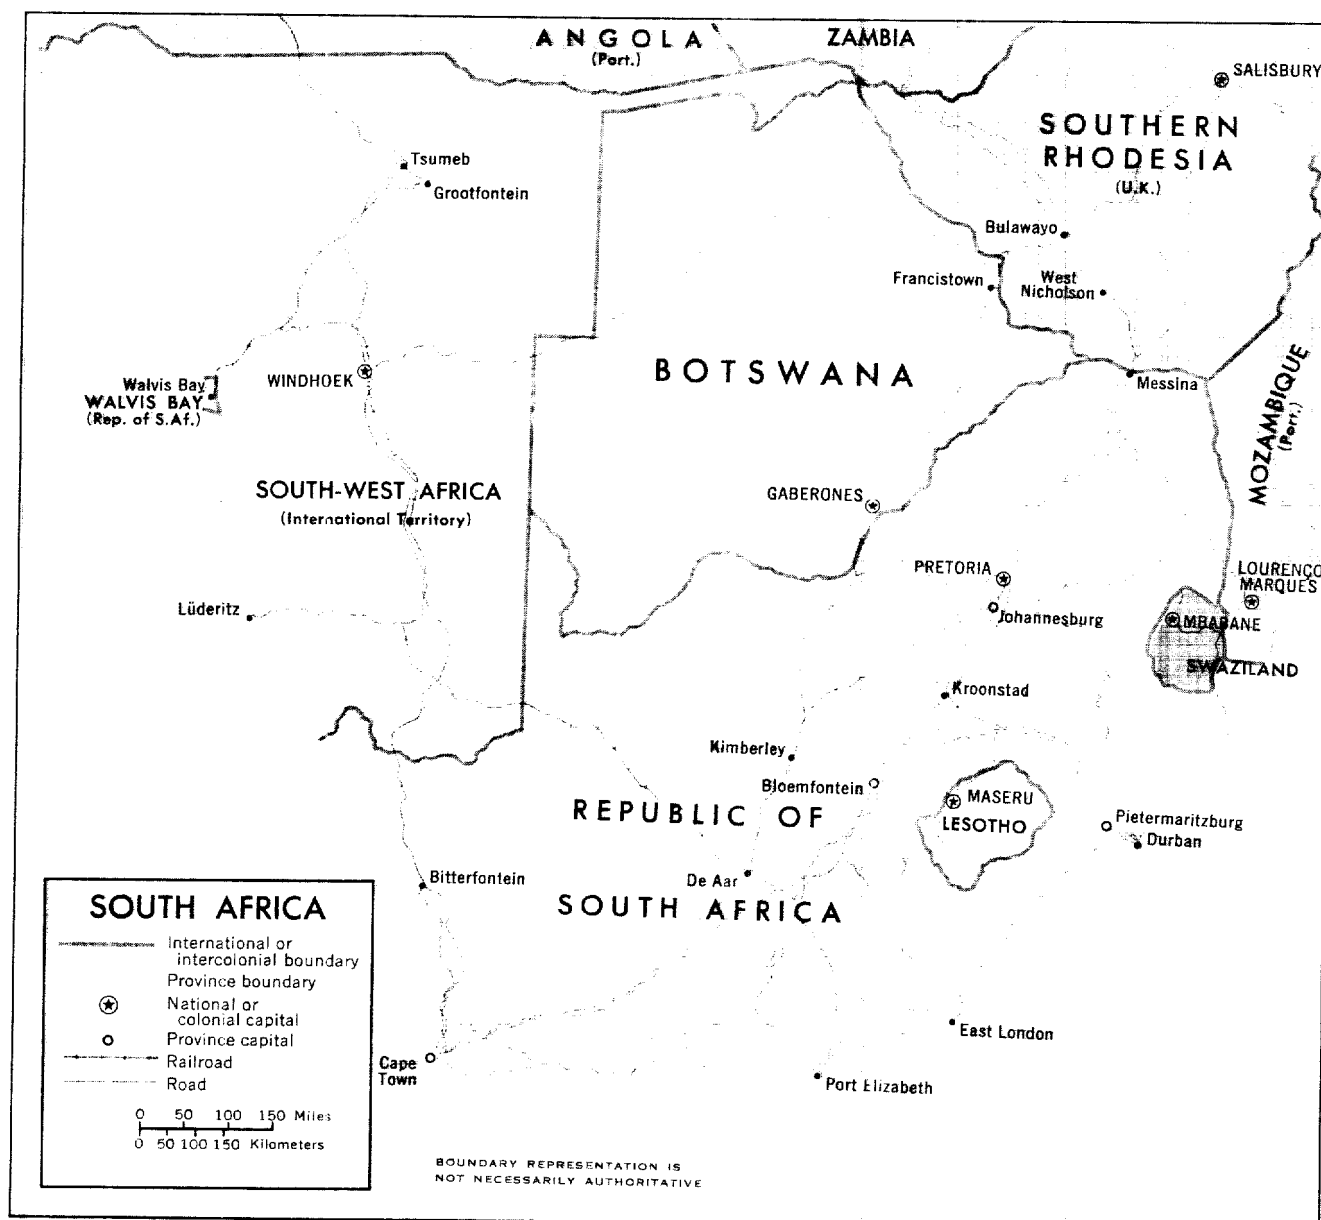 ANGOLA
(Port.)
ZAMBIA
SALISBURY
SOUTHERN
RHODESIA
(U.K.)
Tsumeb
Grootfontein
Bulawayo
Francistown
West
Nicholson
BOTSWANA
Walvis Bay
WALVIS BAY
(Rep. of S.Af.)
WINDHOEK
Messina
MOZAMBIQUE
(Port.)
SOUTH-WEST AFRICA
(International Territory)
GABERONES
PRETORIA
Johannesburg
LOURENÇO
MARQUES
MBABANE
SWAZILAND
Lüderitz
Kroonstad
Kimberley
Bloemfontein
MASERU
LESOTHO
Pietermaritzburg
Durban
REPUBLIC OF
SOUTH AFRICA
Bitterfontein
De Aar
East London
Port Elizabeth
Cape
Town
SOUTH AFRICA
International or
intercolonial boundary
Province boundary
National or
colonial capital
Province capital
Railroad
Road
0 50 100 150 Miles
0 50 100 150 Kilometers
BOUNDARY REPRESENTATION IS
NOT NECESSARILY AUTHORITATIVE